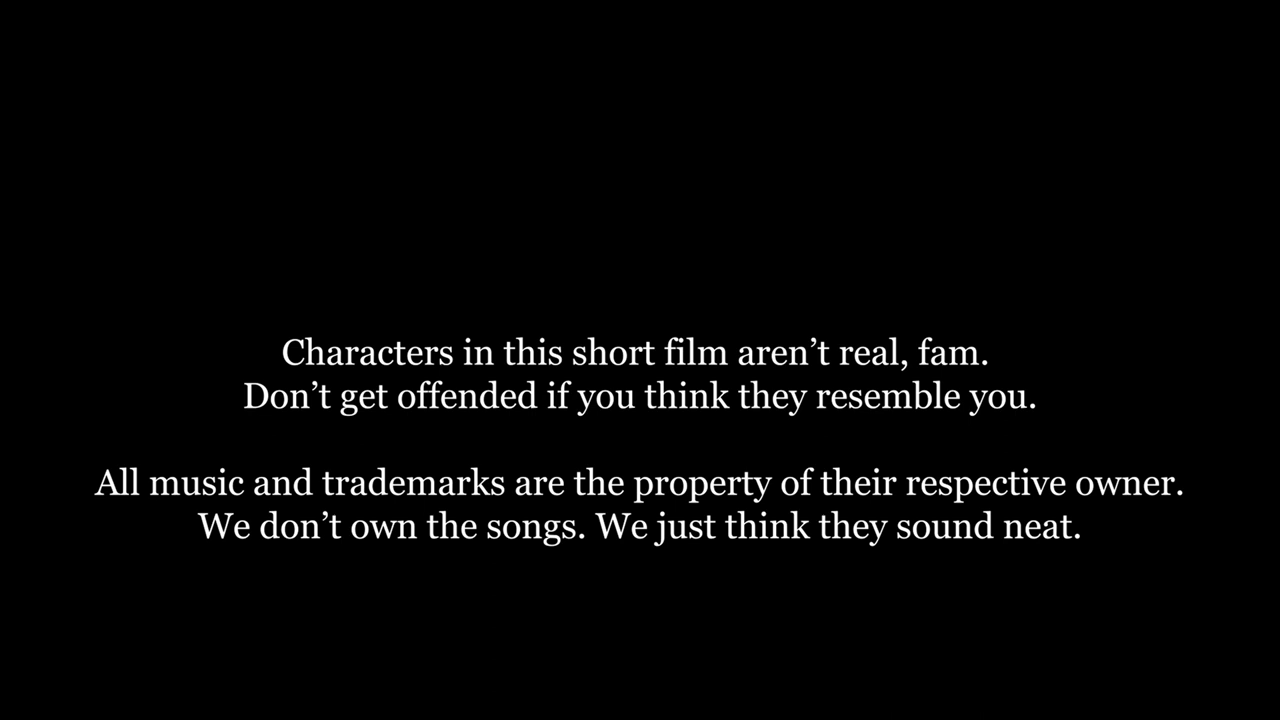 Characters in this short film aren’t real, fam.
Don’t get offended if you think they resemble you.
All music and trademarks are the property of their respective owner.
We don’t own the songs. We just think they sound neat.